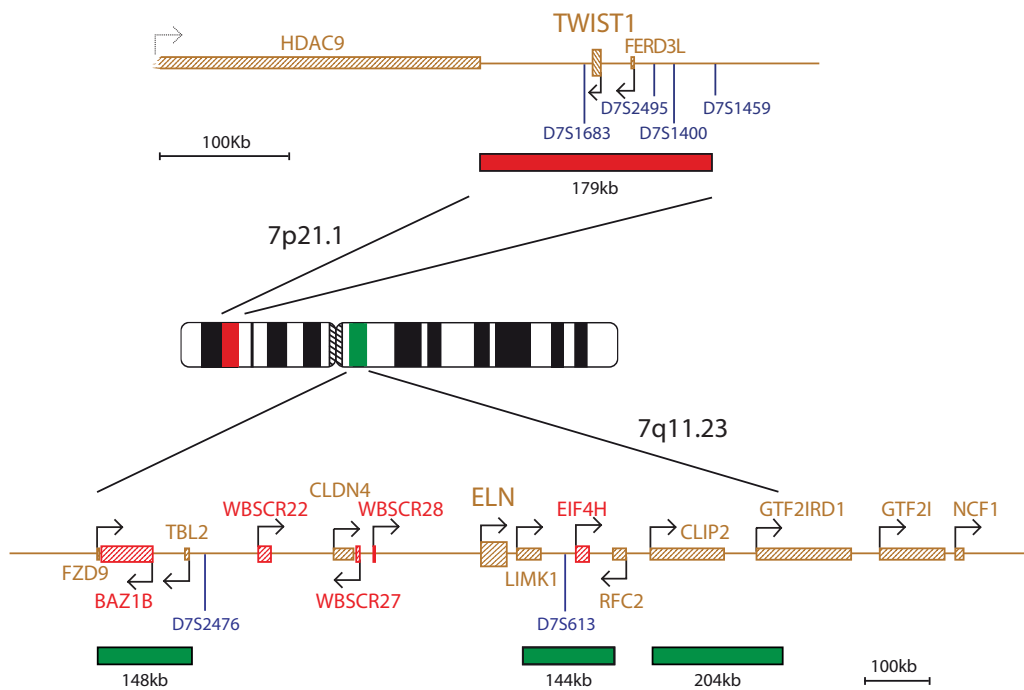 TWIST1
HDAC9
FERD3L
D7S2495
D7S1459
D7S1683
D7S1400
100Kb
179kb
7p21.1
7q11.23
ELN
CLDN4
WBSCR22
WBSCR28
EIF4H
GTF2IRD1
GTF2I
NCF1
TBL2
CLIP2
FZD9
LIMK1
BAZ1B
WBSCR27
RFC2
D7S2476
D7S613
148kb
144kb
204kb
100kb